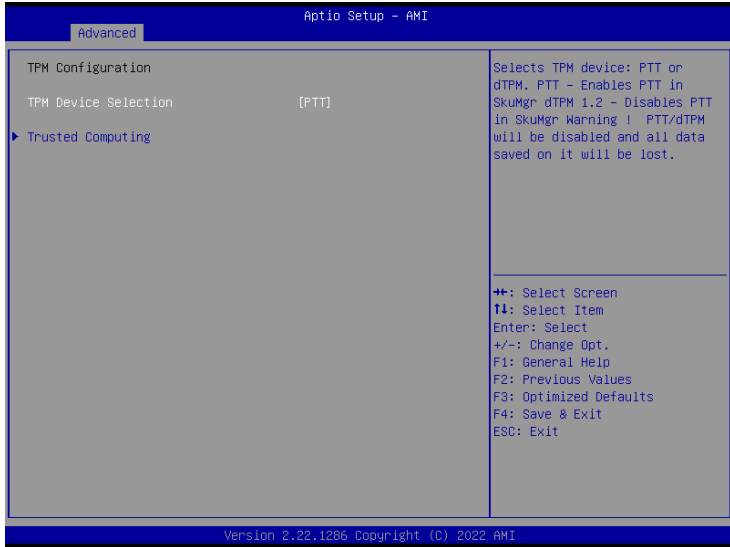 Aptio Setup – AMI
Advanced
TPM Configuration
TPM Device Selection [PTT]
Trusted Computing
Selects TPM device: PTT or
dTPM. PTT – Enables PTT in
SkuMgr dTPM 1.2 – Disables PTT
in SkuMgr Warning ! PTT/dTPM
will be disabled and all data
saved on it will be lost.
→←: Select Screen
↑↓: Select Item
Enter: Select
+/-: Change Opt.
F1: General Help
F2: Previous Values
F3: Optimized Defaults
F4: Save & Exit
ESC: Exit
Version 2.22.1286 Copyright (C) 2022 AMI